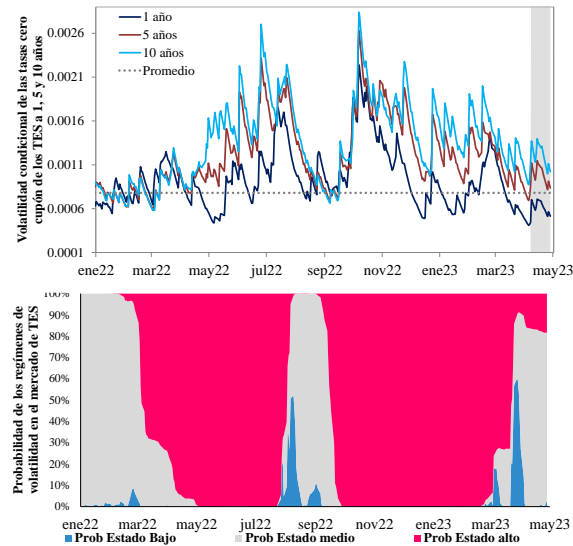 Volatilidad condicional de las tasas cero
cupón de los TES a 1, 5 y 10 años
0.0026
0.0021
0.0016
0.0011
0.0006
0.0001
1 año
5 años
10 años
Promedio
ene22 mar22 may22 jul22 sep22 nov22 ene23 mar23 may23
Probabilidad de los regímenes de
volatilidad en el mercado de TES
100%
90%
80%
70%
60%
50%
40%
30%
20%
10%
0%
ene22 mar22 may22 jul22 sep22 nov22 ene23 mar23 may23
Prob Estado Bajo Prob Estado medio Prob Estado alto